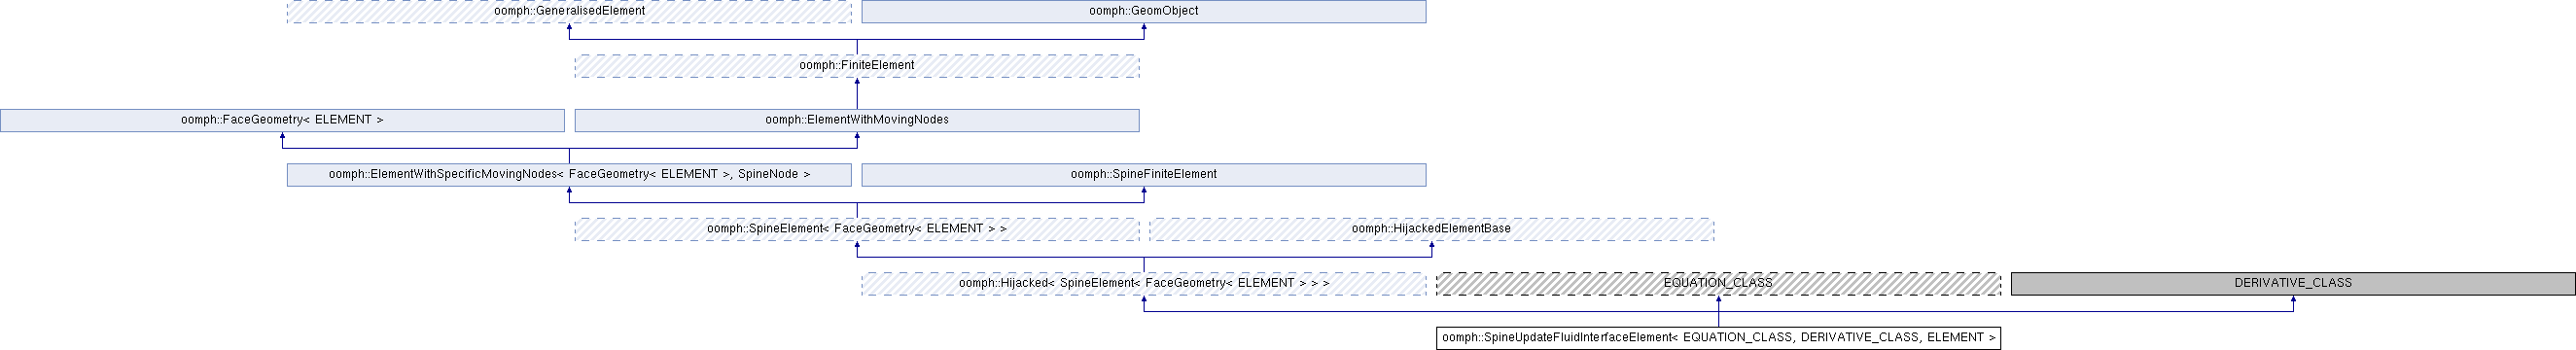 oomph::GeneralisedElement
oomph::GeomObject
oomph::FiniteElement
oomph::FaceGeometry< ELEMENT >
oomph::ElementWithMovingNodes
oomph::ElementWithSpecificMovingNodes< FaceGeometry< ELEMENT >, SpineNode >
oomph::SpineFiniteElement
oomph::SpineElement< FaceGeometry< ELEMENT > >
oomph::HijackedElementBase
oomph::Hijacked< SpineElement< FaceGeometry< ELEMENT > > >
EQUATION_CLASS
DERIVATIVE_CLASS
oomph::SpineUpdateFluidInterfaceElement< EQUATION_CLASS, DERIVATIVE_CLASS, ELEMENT >